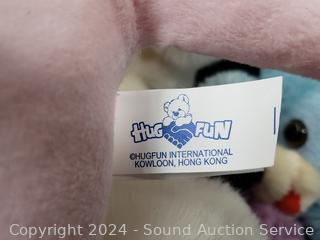 HUG FUN
©HUGFUN INTERNATIONAL
KOWLOON, HONG KONG
Copyright 2024 - Sound Auction Service